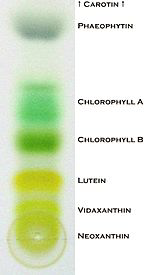 ↑ Carotin ↑
Phaeophytin
Chlorophyll A
Chlorophyll B
Lutein
Vidaxanthin
Neoxanthin